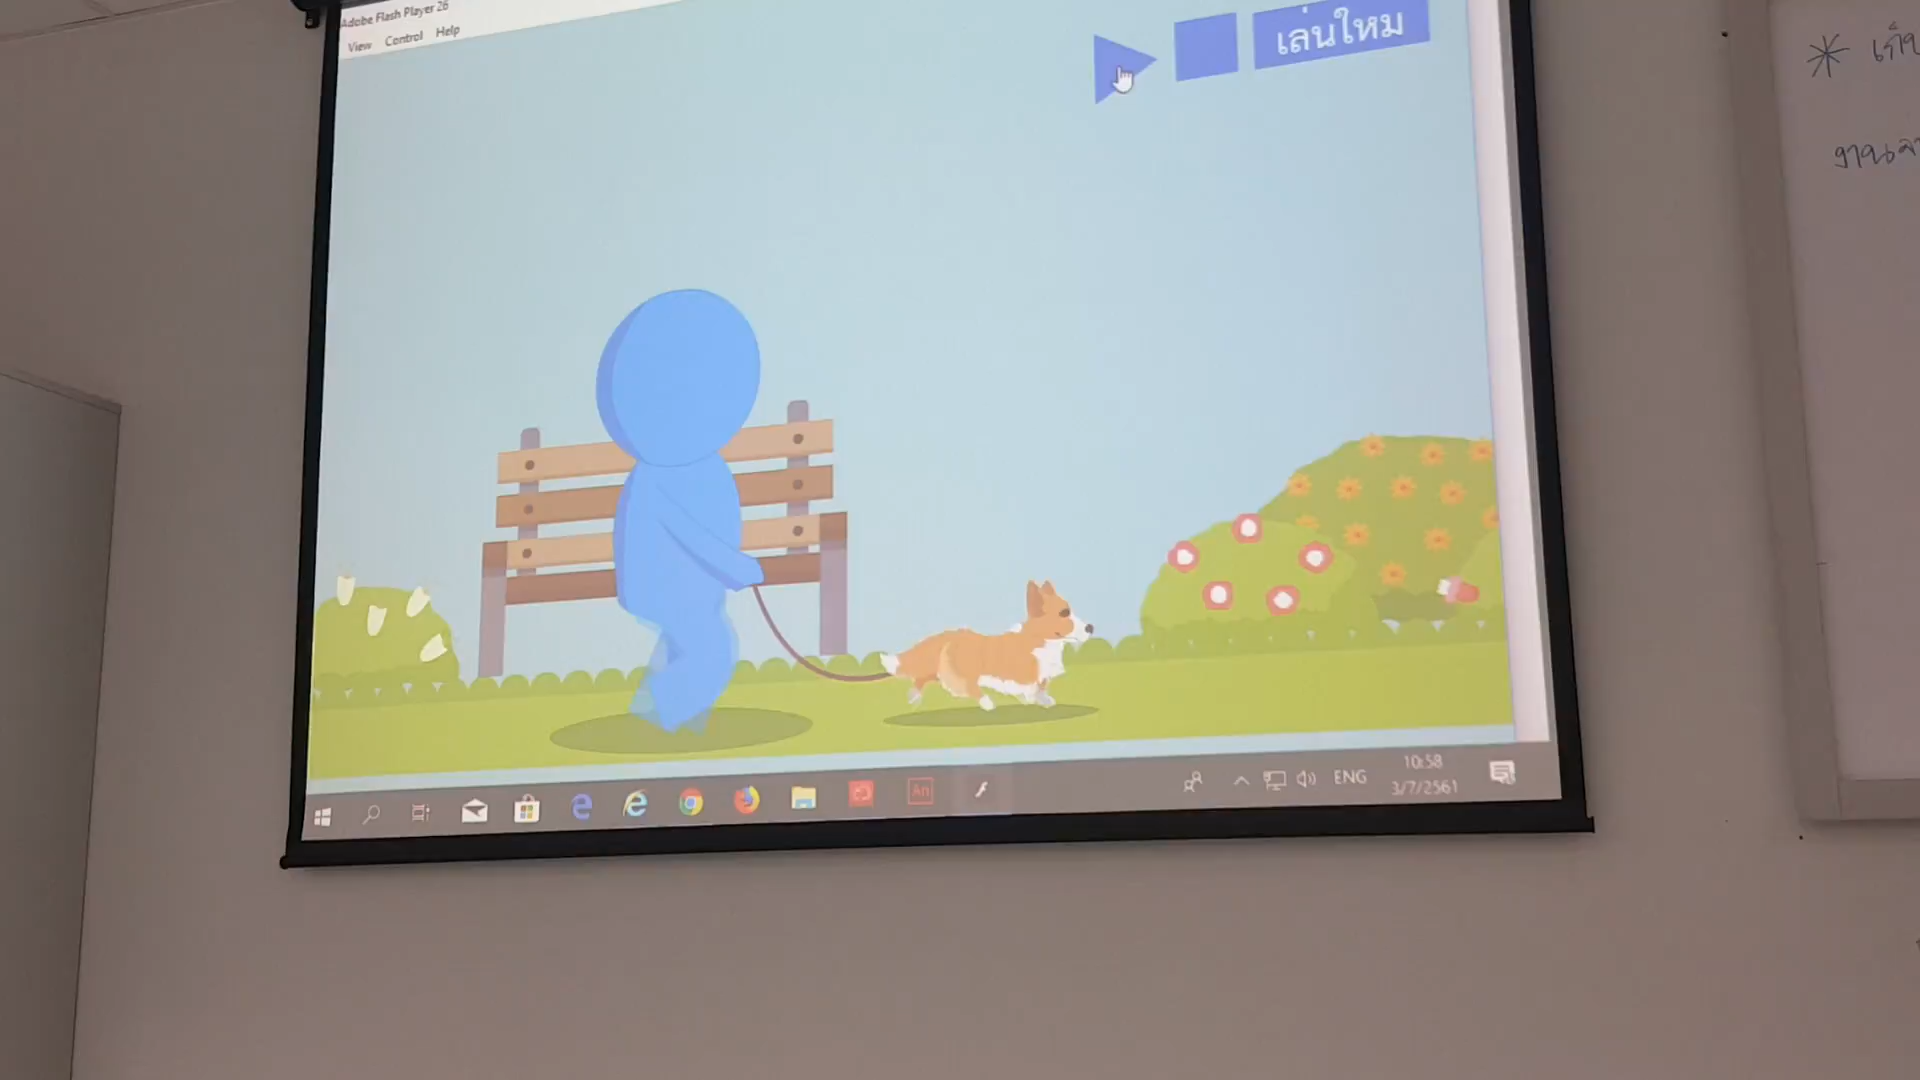 Adobe Flash Player 26
View Control Help
เล่นใหม
An
ENG
10:58
3/7/2561